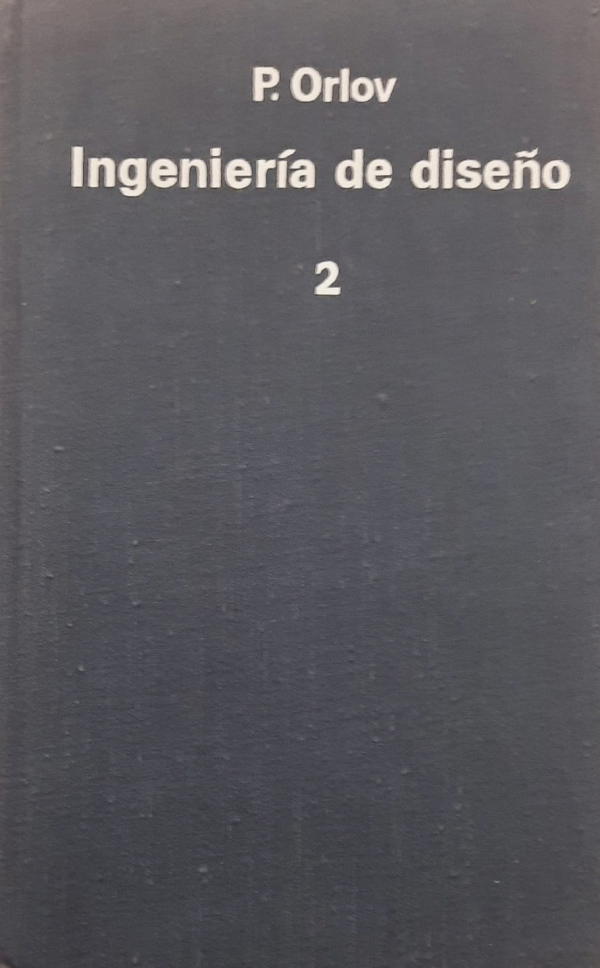 P. Orlov
Ingeniería de diseño
2